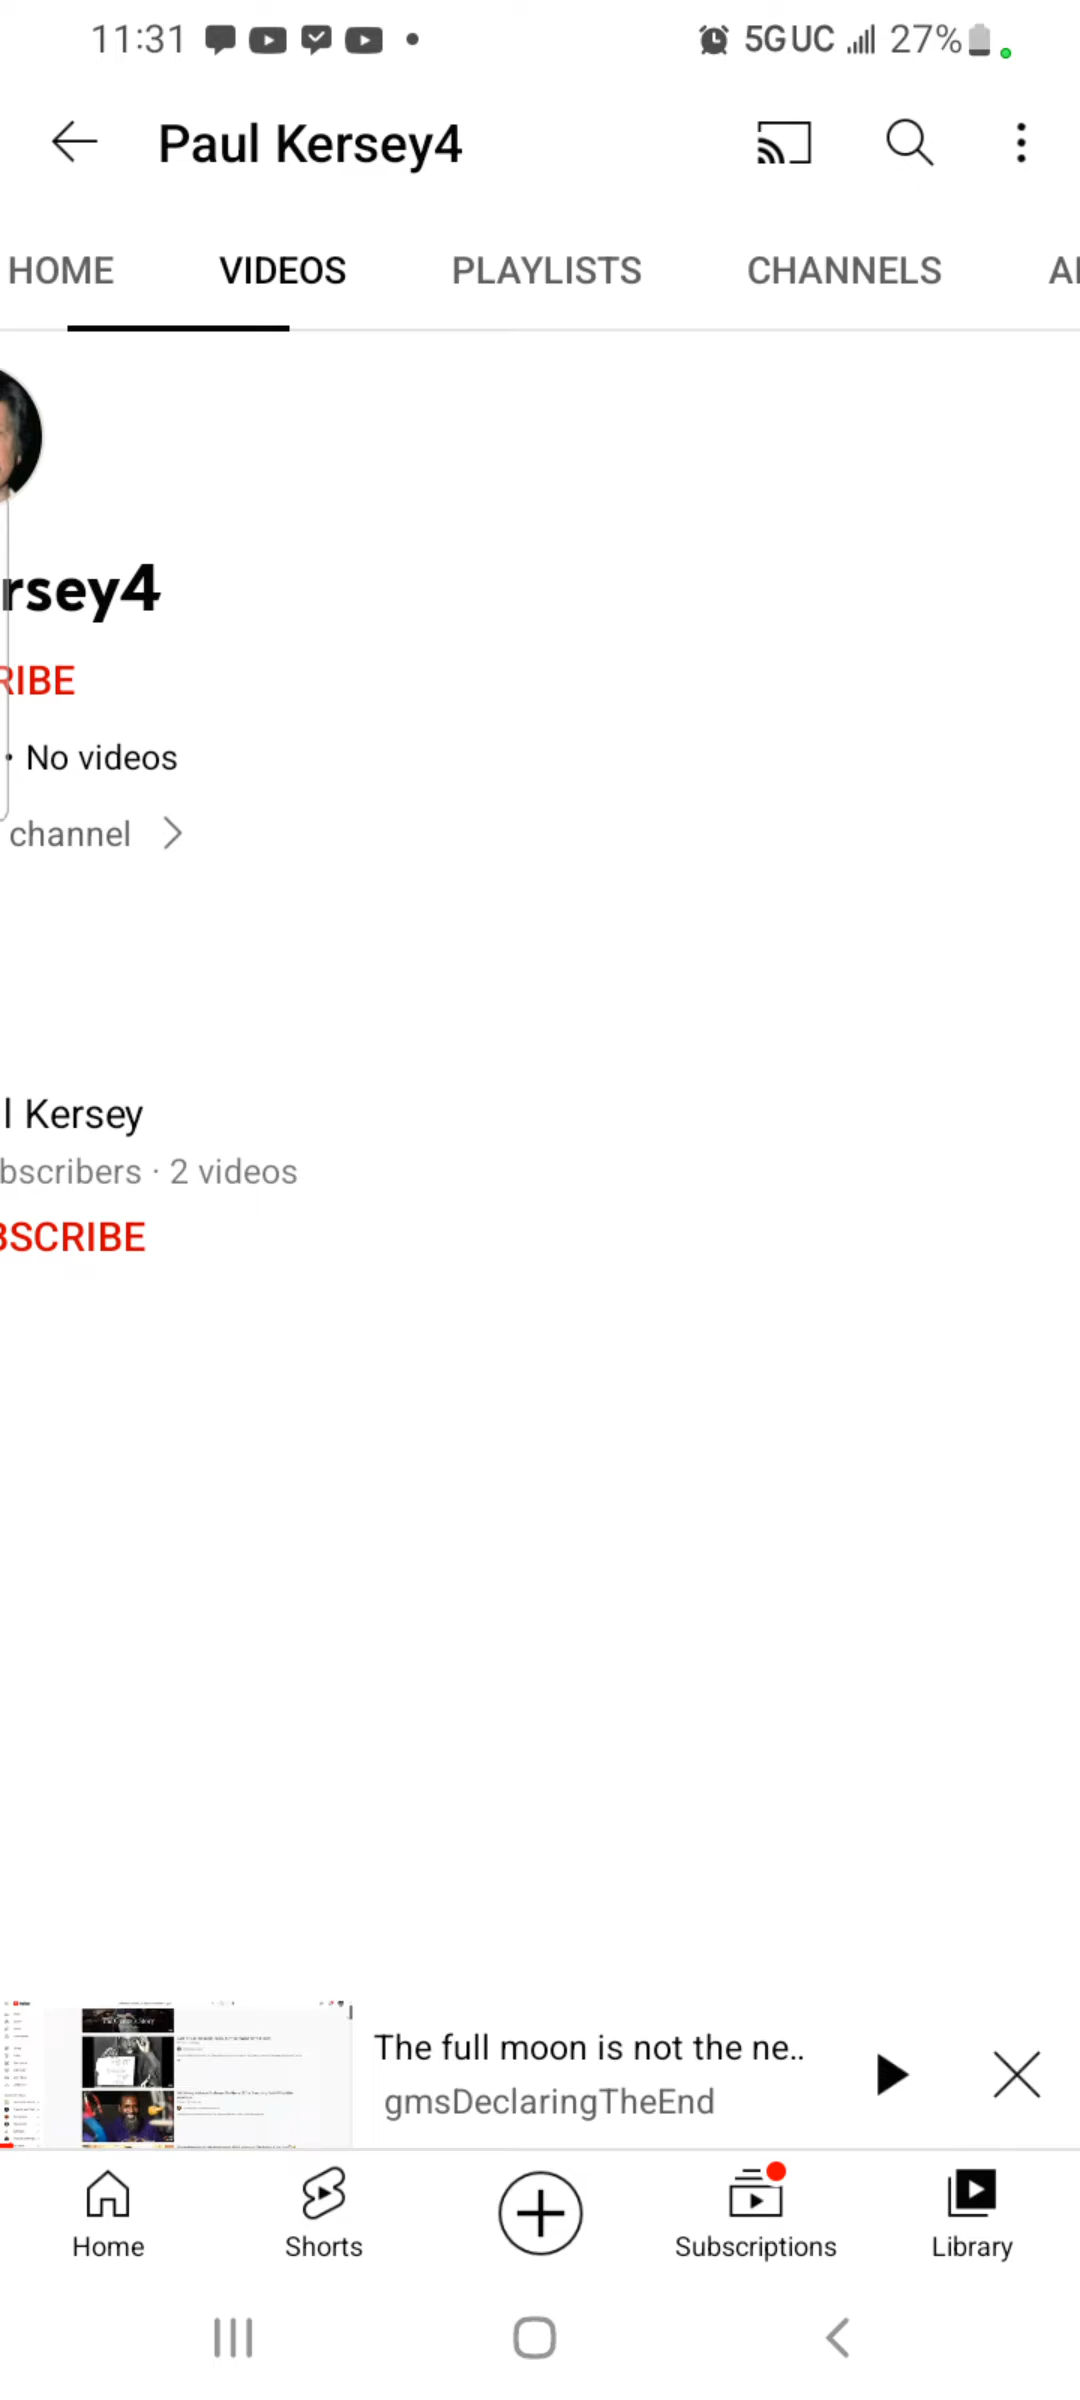 11:31 5G UC 27%
Paul Kersey4
HOME VIDEOS PLAYLISTS CHANNELS
rsey4
RIBE
· No videos
channel
l Kersey
bscribers · 2 videos
BSCRIBE
The full moon is not the ne..
gmsDeclaringTheEnd
Home Shorts Subscriptions Library